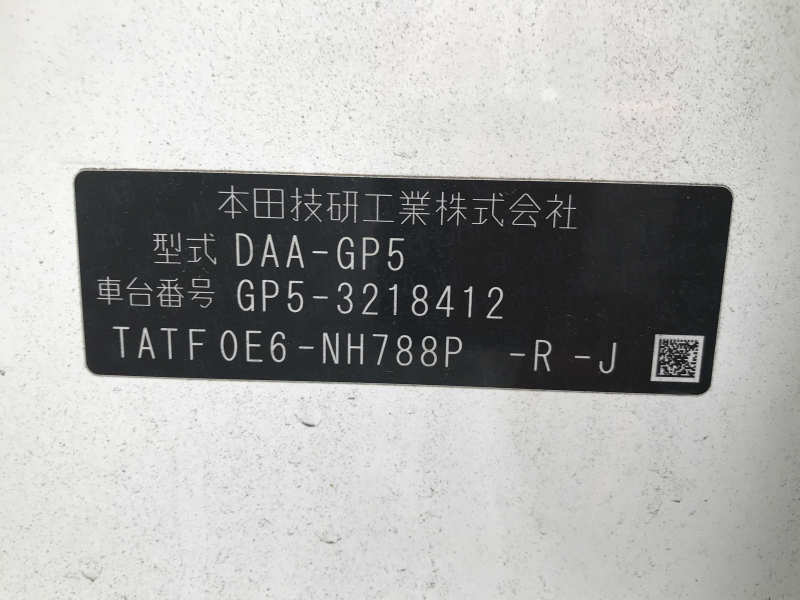 本田技研工業株式会社
型式 DAA-GP5
車台番号 GP5-3218412
TATF0E6-NH788P -R-J